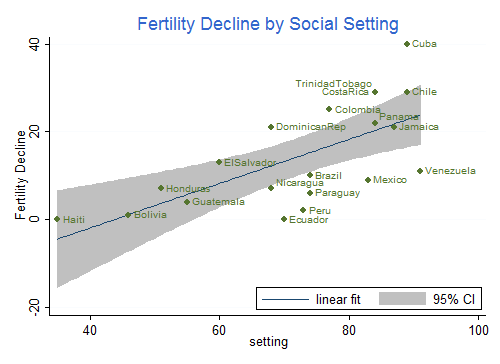 Fertility Decline by Social Setting
Fertility Decline
40
20
0
-20
Cuba
TrinidadTobago
CostaRica
Chile
Colombia
Panama
DominicanRep
Jamaica
ElSalvador
Venezuela
Brazil
Mexico
Nicaragua
Honduras
Paraguay
Guatemala
Peru
Bolivia
Haiti
Ecuador
linear fit
95% CI
40
60
80
100
setting